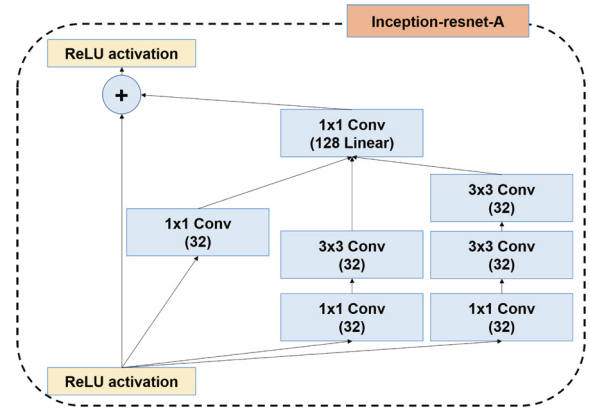 Inception-resnet-A
ReLU activation
+
1x1 Conv
(128 Linear)
3x3 Conv
(32)
1x1 Conv
(32)
3x3 Conv
(32)
3x3 Conv
(32)
1x1 Conv
(32)
1x1 Conv
(32)
ReLU activation